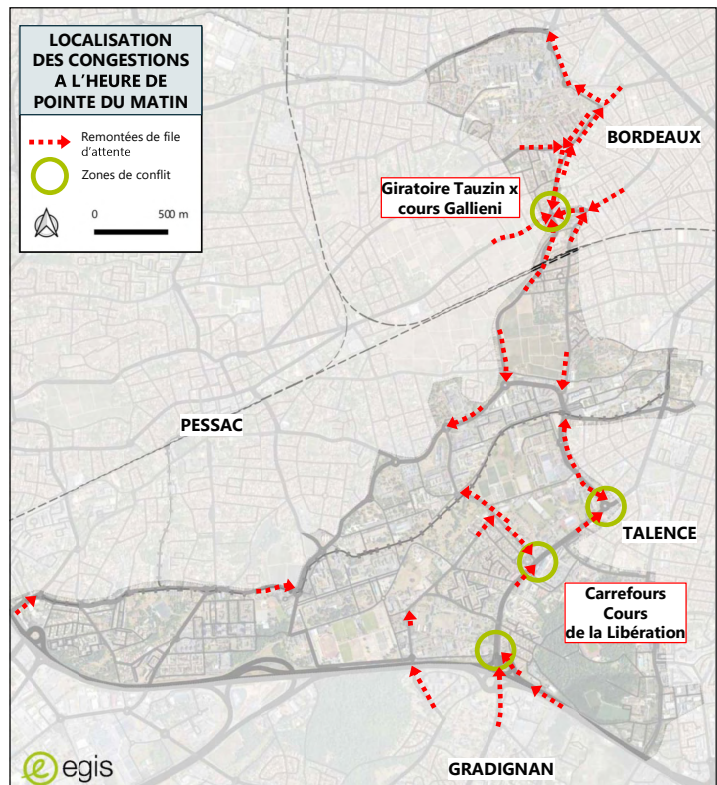 LOCALISATION
DES CONGESTIONS
A L'HEURE DE
POINTE DU MATIN
Remontées de file
d'attente
Zones de conflit
0 500 m
BORDEAUX
Giratoire Tauzin x
cours Gallieni
PESSAC
TALENCE
Carrefours
Cours
de la Libération
GRADIGNAN
egis